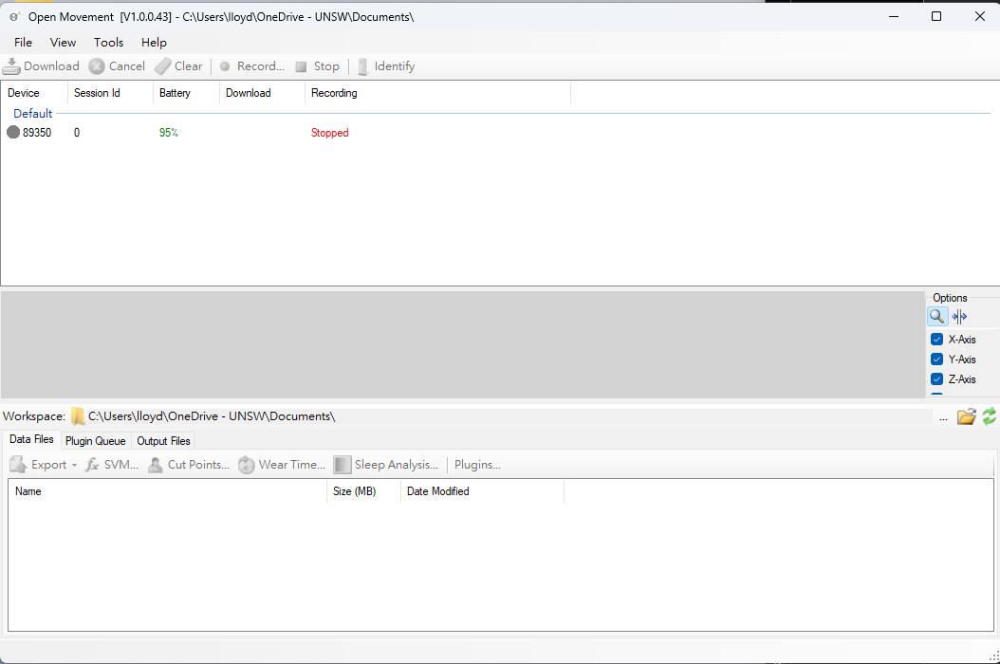 Open Movement [V1.0.0.43] - C:\Users\lloyd\OneDrive - UNSW\Documents\
File View Tools Help
Download Cancel Clear Record... Stop Identify
Device Session Id Battery Download Recording
Default
89350 0 95% Stopped
Options
X-Axis
Y-Axis
Z-Axis
Workspace: C:\Users\lloyd\OneDrive - UNSW\Documents\ ...
Data Files Plugin Queue Output Files
Export fx SVM... Cut Points... Wear Time... Sleep Analysis... Plugins...
Name Size (MB) Date Modified